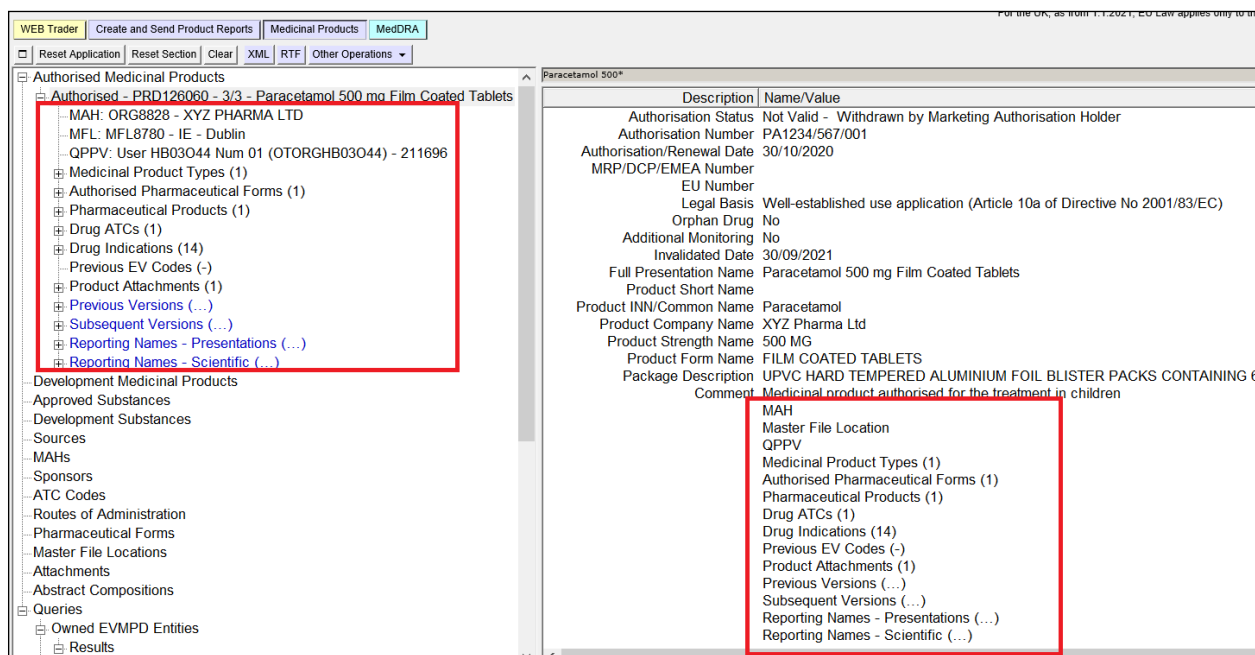 For the UK, as from 1.1.2021, EU Law applies only to the
WEB Trader Create and Send Product Reports Medicinal Products MedDRA
Reset Application Reset Section Clear XML RTF Other Operations
Authorised Medicinal Products
Authorised - PRD126060 - 3/3 - Paracetamol 500 mg Film Coated Tablets
MAH: ORG8828 - XYZ PHARMA LTD
MFL: MFL8780 - IE - Dublin
QPPV: User HB03O44 Num 01 (OTORGHB03O44) - 211696
Medicinal Product Types (1)
Authorised Pharmaceutical Forms (1)
Pharmaceutical Products (1)
Drug ATCs (1)
Drug Indications (14)
Previous EV Codes (-)
Product Attachments (1)
Previous Versions (...)
Subsequent Versions (...)
Reporting Names - Presentations (...)
Reporting Names - Scientific (...)
Development Medicinal Products
Approved Substances
Development Substances
Sources
MAHs
Sponsors
ATC Codes
Routes of Administration
Pharmaceutical Forms
Master File Locations
Attachments
Abstract Compositions
Queries
Owned EVMPD Entities
Results
Paracetamol 500*
Description Name/Value
Authorisation Status Not Valid - Withdrawn by Marketing Authorisation Holder
Authorisation Number PA1234/567/001
Authorisation/Renewal Date 30/10/2020
MRP/DCP/EMEA Number
EU Number
Legal Basis Well-established use application (Article 10a of Directive No 2001/83/EC)
Orphan Drug No
Additional Monitoring No
Invalidated Date 30/09/2021
Full Presentation Name Paracetamol 500 mg Film Coated Tablets
Product Short Name
Product INN/Common Name Paracetamol
Product Company Name XYZ Pharma Ltd
Product Strength Name 500 MG
Product Form Name FILM COATED TABLETS
Package Description UPVC HARD TEMPERED ALUMINIUM FOIL BLISTER PACKS CONTAINING 6
Comment Medicinal product authorised for the treatment in children
MAH
Master File Location
QPPV
Medicinal Product Types (1)
Authorised Pharmaceutical Forms (1)
Pharmaceutical Products (1)
Drug ATCs (1)
Drug Indications (14)
Previous EV Codes (-)
Product Attachments (1)
Previous Versions (...)
Subsequent Versions (...)
Reporting Names - Presentations (...)
Reporting Names - Scientific (...)